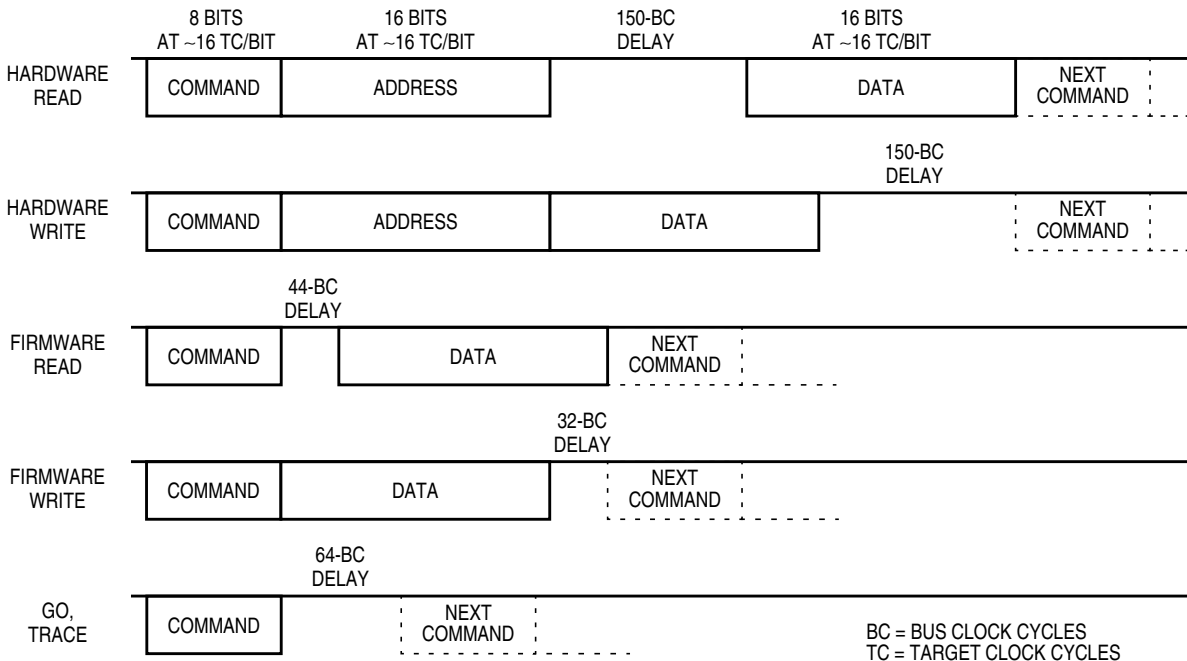 8 BITS
AT ~16 TC/BIT
16 BITS
AT ~16 TC/BIT
150-BC
DELAY
16 BITS
AT ~16 TC/BIT
HARDWARE
READ
COMMAND
ADDRESS
DATA
NEXT
COMMAND
150-BC
DELAY
HARDWARE
WRITE
COMMAND
ADDRESS
DATA
NEXT
COMMAND
44-BC
DELAY
FIRMWARE
READ
COMMAND
DATA
NEXT
COMMAND
32-BC
DELAY
FIRMWARE
WRITE
COMMAND
DATA
NEXT
COMMAND
64-BC
DELAY
GO,
TRACE
COMMAND
NEXT
COMMAND
BC = BUS CLOCK CYCLES
TC = TARGET CLOCK CYCLES